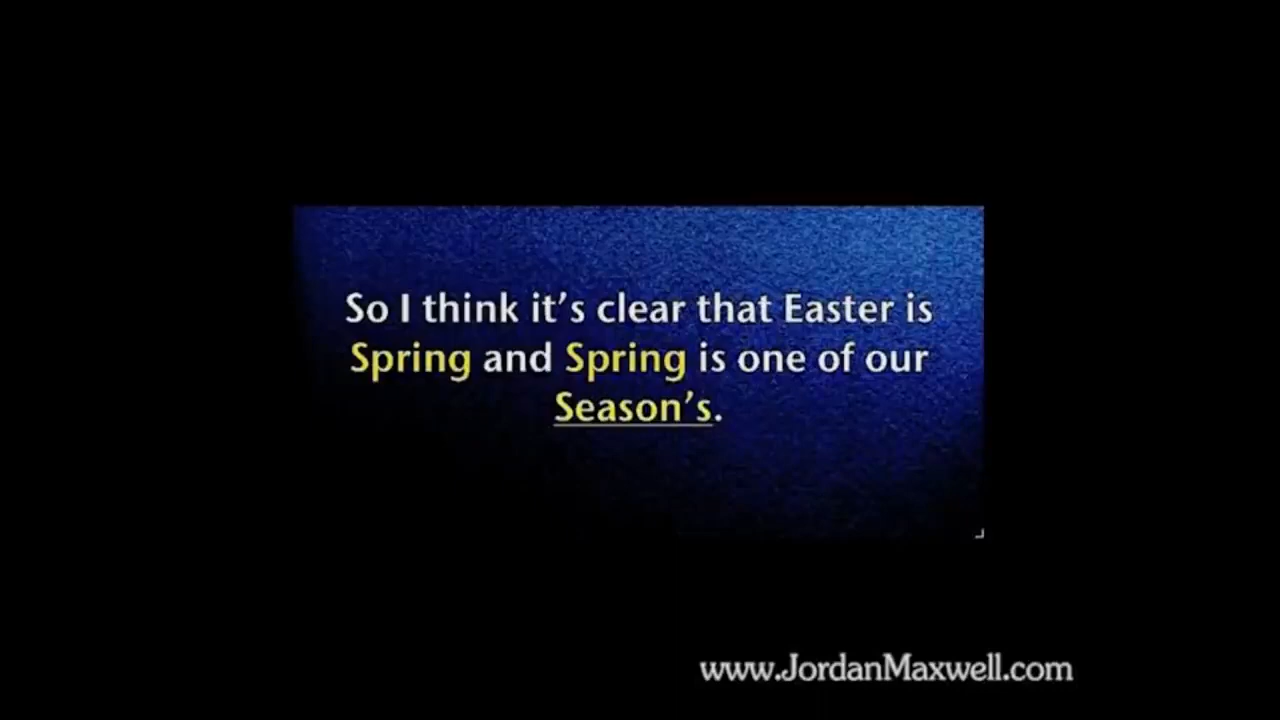 So I think it’s clear that Easter is
Spring and Spring is one of our
Season’s.
www.JordanMaxwell.com